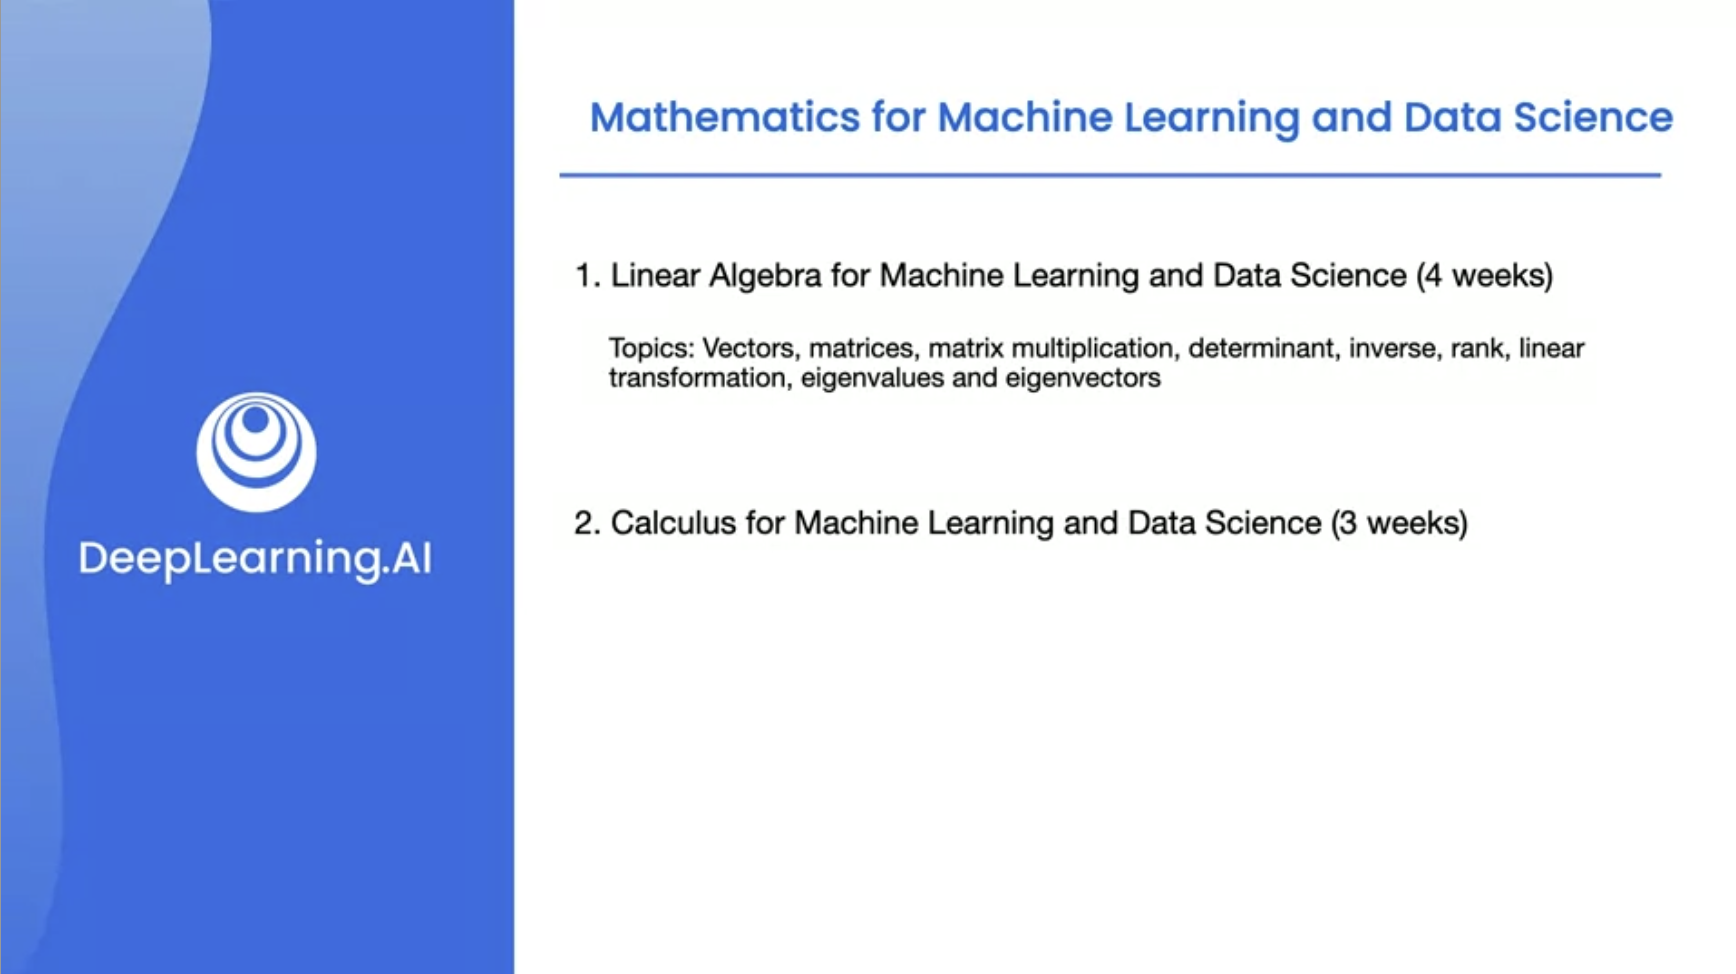 Mathematics for Machine Learning and Data Science
1. Linear Algebra for Machine Learning and Data Science (4 weeks)
Topics: Vectors, matrices, matrix multiplication, determinant, inverse, rank, linear
transformation, eigenvalues and eigenvectors
2. Calculus for Machine Learning and Data Science (3 weeks)
DeepLearning.AI